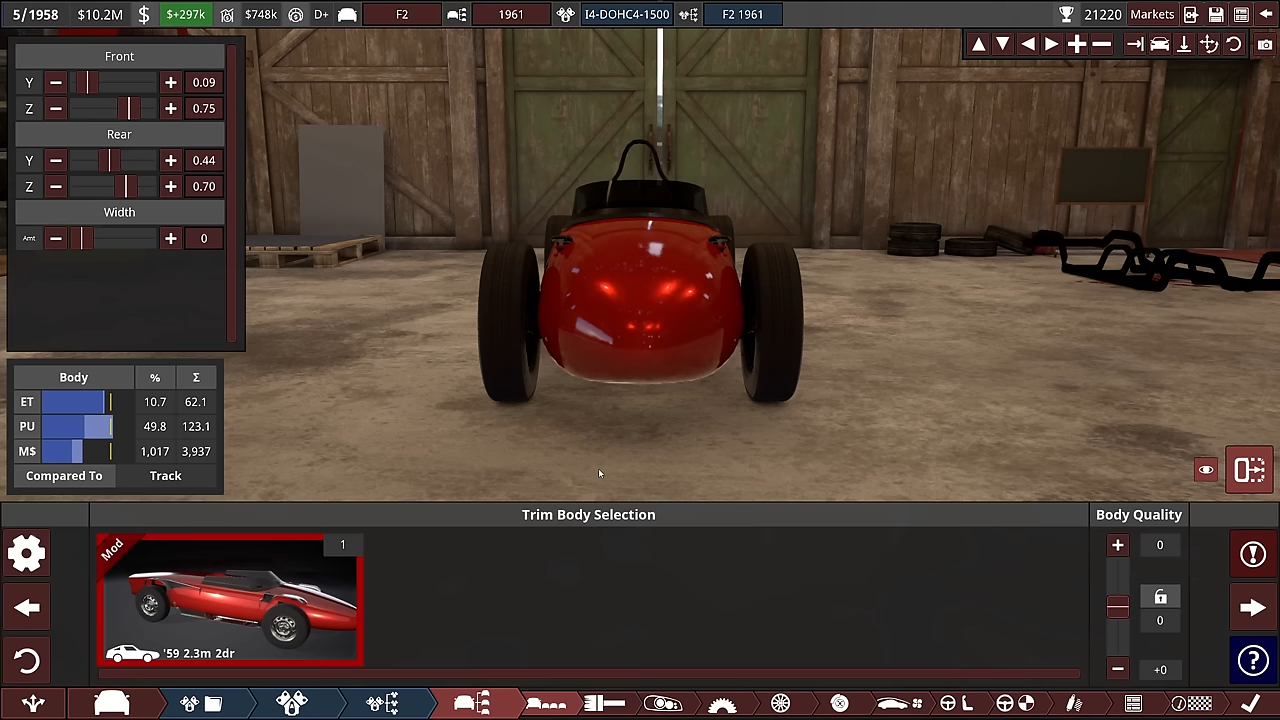 5/1958 $10.2M $+297k $748k D+ F2 1961 I4-DOHC4-1500 F2 1961 21220 Markets
Front
Y 0.09
Z 0.75
Rear
Y 0.44
Z 0.70
Width
Amt 0
Body % Σ
ET 10.7 62.1
PU 49.8 123.1
M$ 1,017 3,937
Compared To Track
Trim Body Selection
Body Quality
Mod 1
'59 2.3m 2dr
0
0
+0